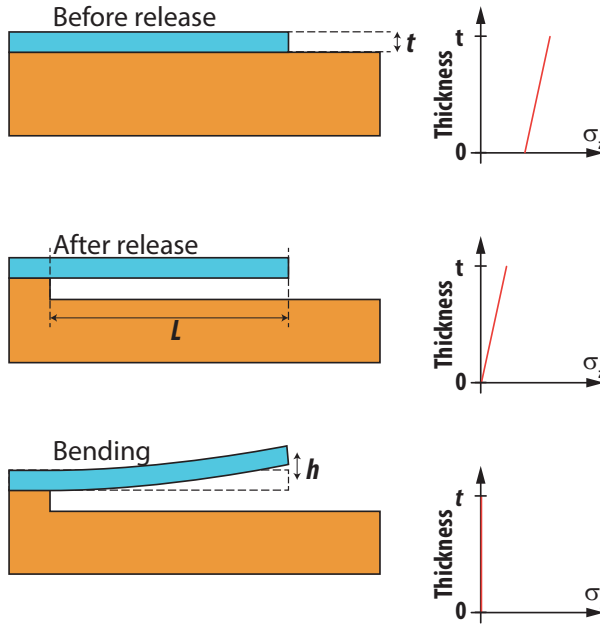 Before release
t
Thickness
t
0
σ
After release
L
Thickness
t
0
σ
Bending
h
Thickness
t
0
σ